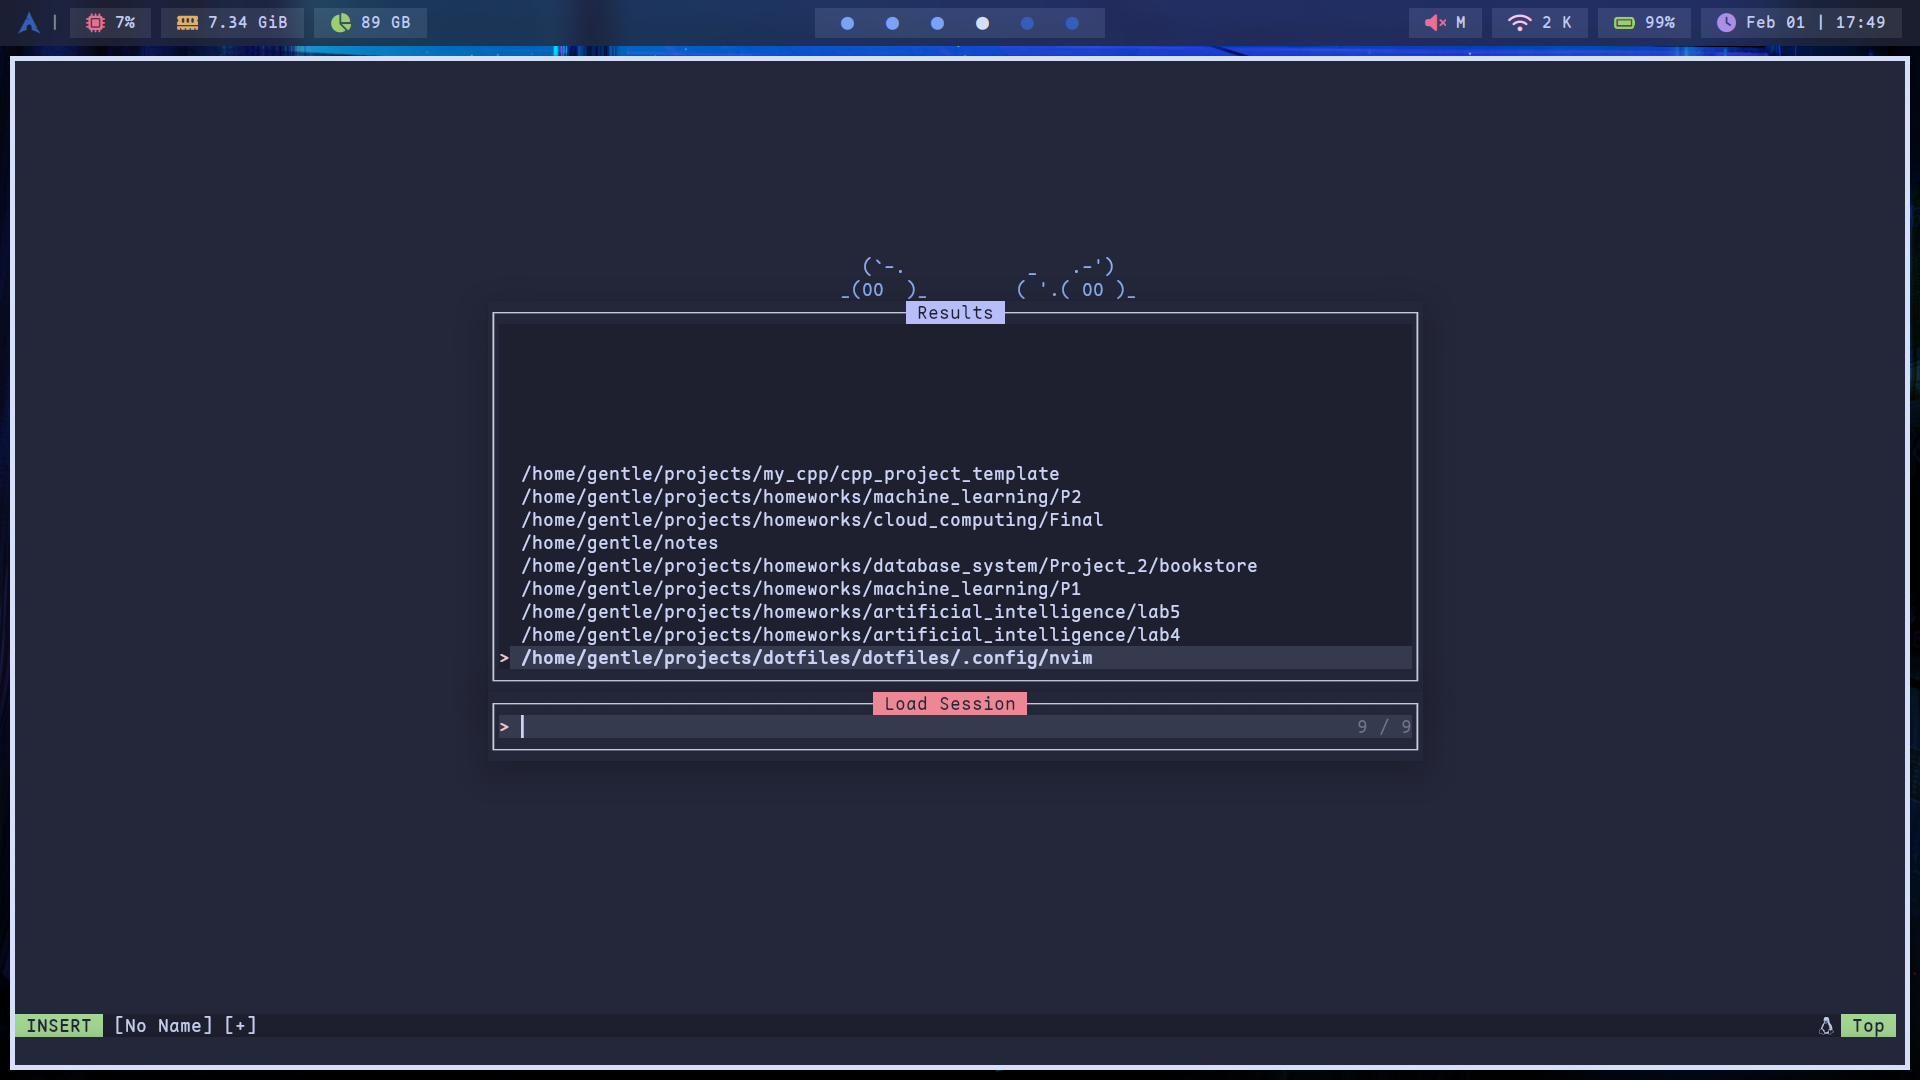 | 7% 7.34 GiB 89 GB M 2 K 99% Feb 01 | 17:49
(`-. _ .-')
_(OO )_ ( '.( OO )_
Results
/home/gentle/projects/my_cpp/cpp_project_template
/home/gentle/projects/homeworks/machine_learning/P2
/home/gentle/projects/homeworks/cloud_computing/Final
/home/gentle/notes
/home/gentle/projects/homeworks/database_system/Project_2/bookstore
/home/gentle/projects/homeworks/machine_learning/P1
/home/gentle/projects/homeworks/artificial_intelligence/lab5
/home/gentle/projects/homeworks/artificial_intelligence/lab4
> /home/gentle/projects/dotfiles/dotfiles/.config/nvim
Load Session
> 9 / 9
INSERT [No Name] [+] Top